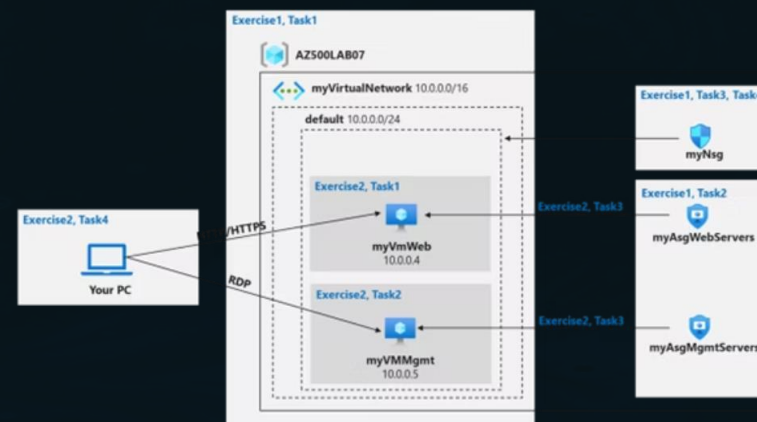 Exercise1, Task1
AZ500LAB07
myVirtualNetwork 10.0.0.0/16
default 10.0.0.0/24
Exercise1, Task3,
myNsg
Exercise2, Task1
myVmWeb
10.0.0.4
Exercise2, Task3
Exercise1, Task2
myAsgWebServers
Exercise2, Task4
Your PC
/HTTPS
RDP
Exercise2, Task2
myVMMgmt
10.0.0.5
Exercise2, Task3
myAsgMgmtServers